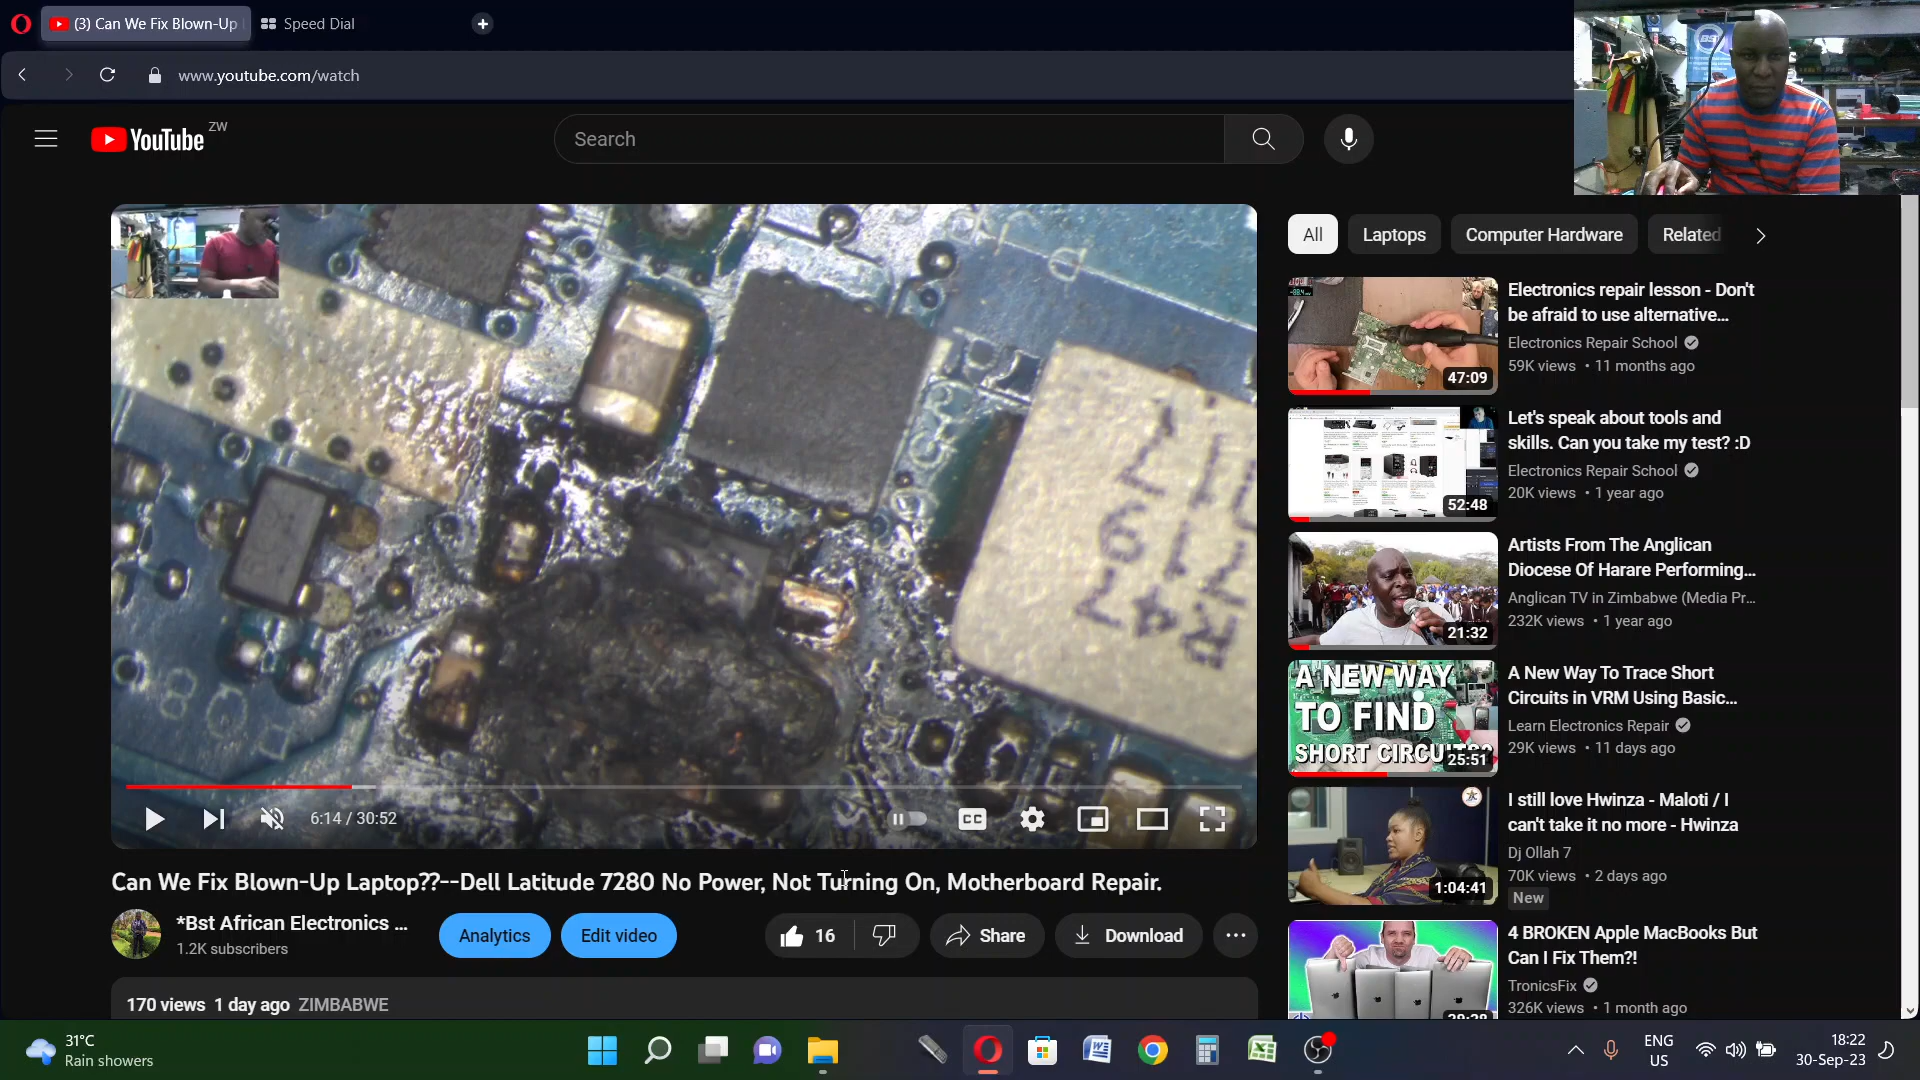 (3) Can We Fix Blown-Up
Speed Dial
www.youtube.com/watch
YouTube ZW
Search
All
Laptops
Computer Hardware
Related
Electronics repair lesson - Don't
be afraid to use alternative...
Electronics Repair School
59K views • 11 months ago
47:09
Let's speak about tools and
skills. Can you take my test? :D
Electronics Repair School
20K views • 1 year ago
52:48
Artists From The Anglican
Diocese Of Harare Performing...
Anglican TV in Zimbabwe (Media Pr...
232K views • 1 year ago
21:32
A NEW WAY
TO FIND
SHORT CIRCUITS
25:51
A New Way To Trace Short
Circuits in VRM Using Basic...
Learn Electronics Repair
29K views • 11 days ago
I still love Hwinza - Maloti / I
can't take it no more - Hwinza
Dj Ollah 7
70K views • 2 days ago
New
1:04:41
4 BROKEN Apple MacBooks But
Can I Fix Them?!
TronicsFix
326K views • 1 month ago
6:14 / 30:52
CC
Can We Fix Blown-Up Laptop??--Dell Latitude 7280 No Power, Not Turning On, Motherboard Repair.
*Bst African Electronics ...
1.2K subscribers
Analytics
Edit video
16
Share
Download
170 views 1 day ago ZIMBABWE
31°C
Rain showers
ENG
US
18:22
30-Sep-23